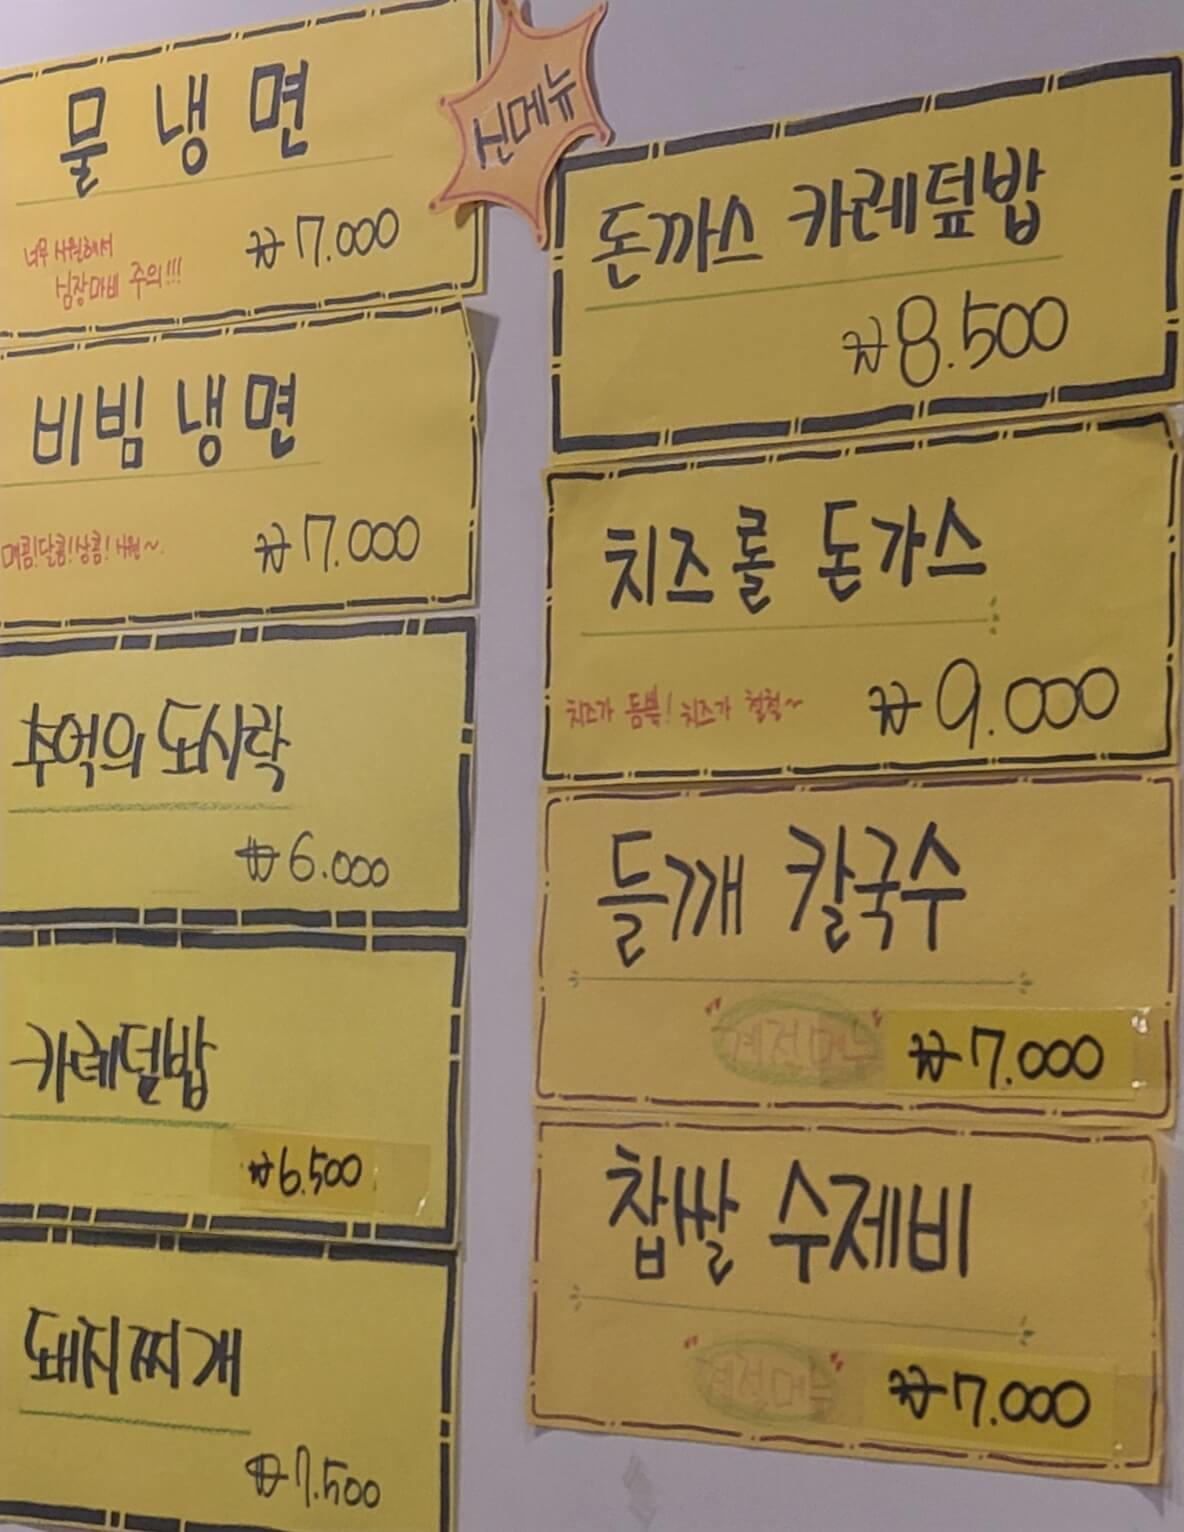 물냉면
너무 시원해서
심장마비 주의!!!
₩7.000
비빔냉면
매콤!달콤!상콤!시원~
₩7.000
추억의 도시락
₩6.000
카레덮밥
₩6.500
돼지찌개
₩7.500
신메뉴
돈까스 카레덮밥
₩8.500
치즈롤 돈가스
치즈가 듬뿍! 치즈가 철철~
₩9.000
들깨 칼국수
계절메뉴
₩7.000
찹쌀 수제비
계절메뉴
₩7.000